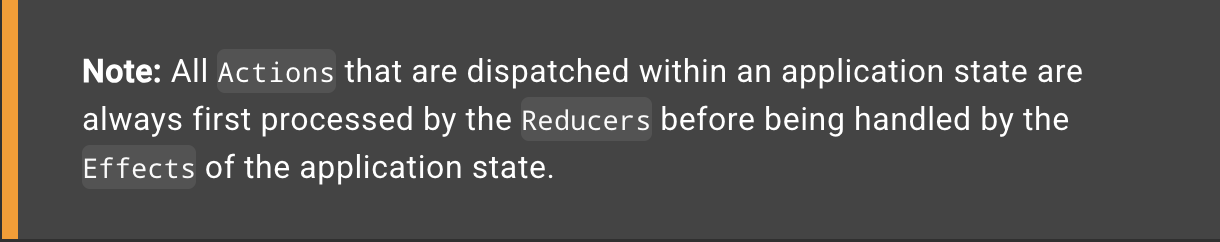 Note: All Actions that are dispatched within an application state are
always first processed by the Reducers before being handled by the
Effects of the application state.